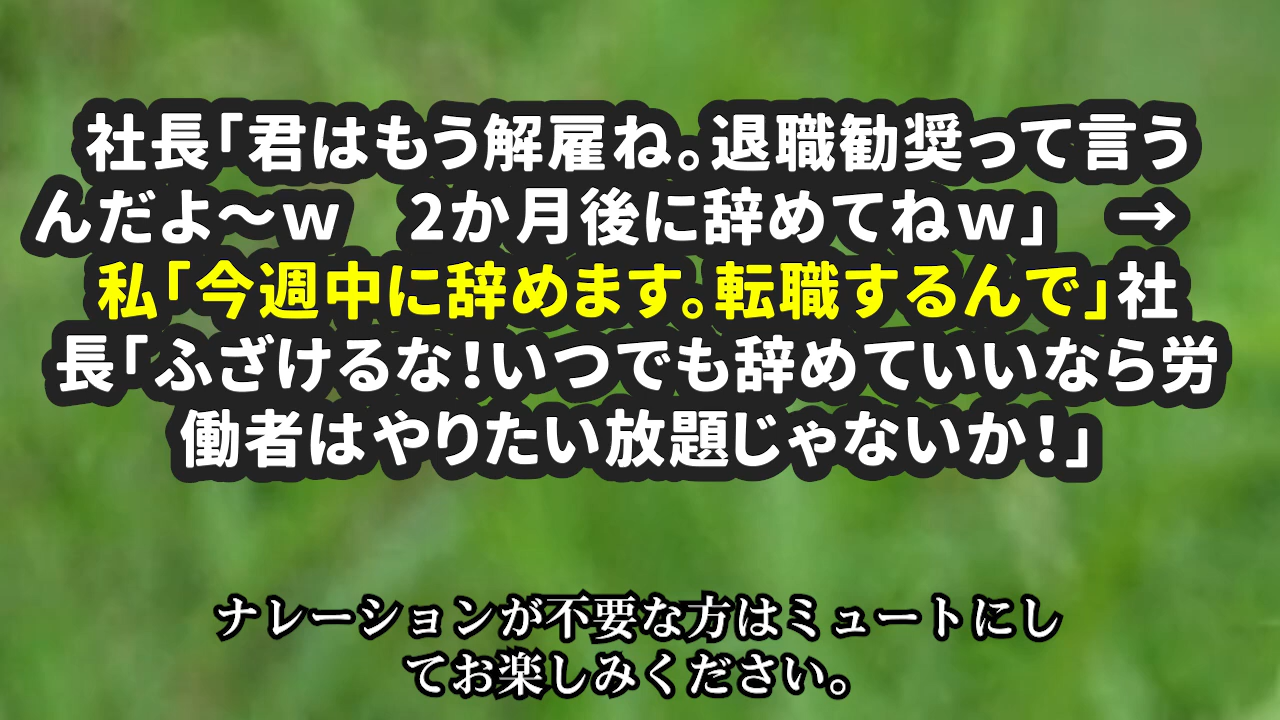 社長「君はもう解雇ね。退職勧奨って言う
んだよ～ｗ　2か月後に辞めてねｗ」　→
私「今週中に辞めます。転職するんで」社
長「ふざけるな！いつでも辞めていいなら労
働者はやりたい放題じゃないか！」
ナレーションが不要な方はミュートにし
てお楽しみください。